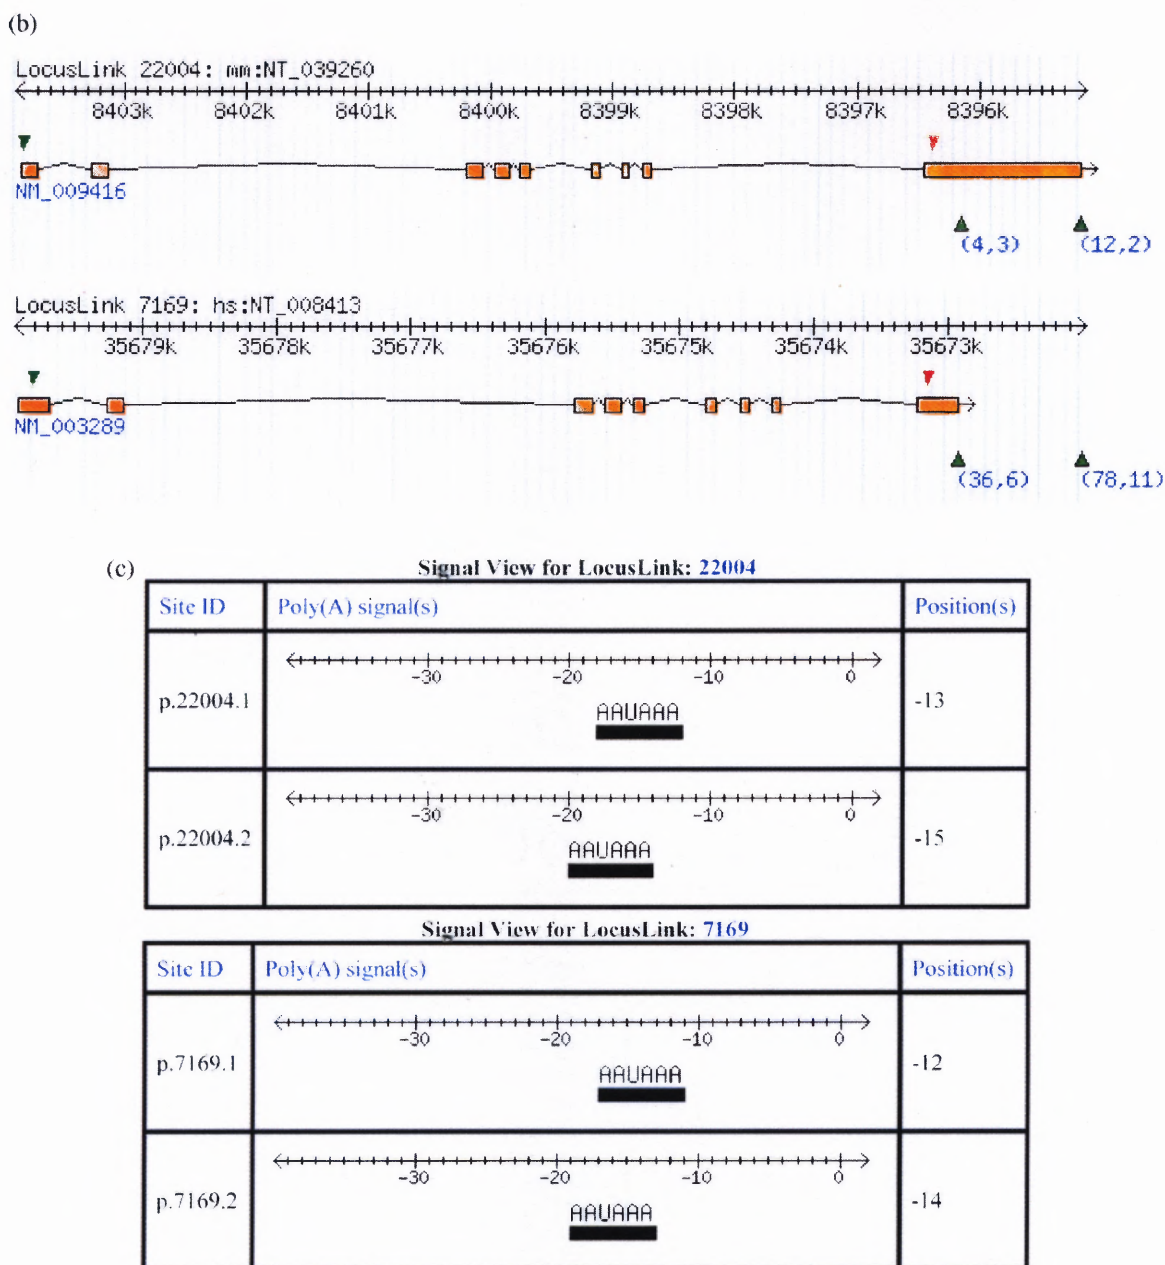 (b)
LocusLink 22004: mm:NT_039260
8403k 8402k 8401k 8400k 8399k 8398k 8397k 8396k
NM_009416
(4,3) (12,2)
LocusLink 7169: hs:NT_008413
35679k 35678k 35677k 35676k 35675k 35674k 35673k
NM_003289
(36,6) (78,11)
(c)
Signal View for LocusLink: 22004
Site ID Poly(A) signal(s) Position(s)
-30 -20 -10 0
p.22004.1 AAUAAA -13
-30 -20 -10 0
p.22004.2 AAUAAA -15
Signal View for LocusLink: 7169
Site ID Poly(A) signal(s) Position(s)
-30 -20 -10 0
p.7169.1 AAUAAA -12
-30 -20 -10 0
p.7169.2 AAUAAA -14